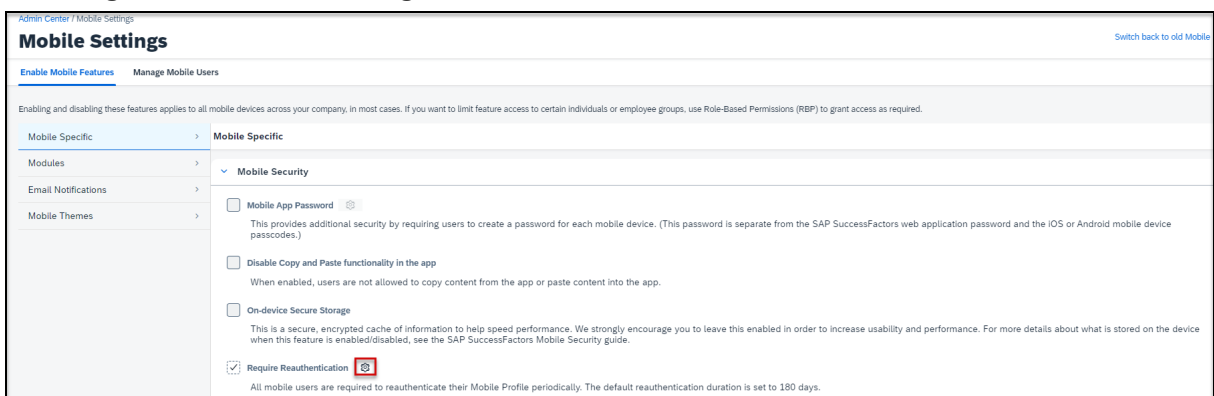 Admin Center / Mobile Settings
Mobile Settings
Switch back to old Mobile
Enable Mobile Features Manage Mobile Users
Enabling and disabling these features applies to all mobile devices across your company, in most cases. If you want to limit feature access to certain individuals or employee groups, use Role-Based Permissions (RBP) to grant access as required.
Mobile Specific
Modules
Email Notifications
Mobile Themes
Mobile Specific
Mobile Security
Mobile App Password
This provides additional security by requiring users to create a password for each mobile device. (This password is separate from the SAP SuccessFactors web application password and the iOS or Android mobile device
passcodes.)
Disable Copy and Paste functionality in the app
When enabled, users are not allowed to copy content from the app or paste content into the app.
On-device Secure Storage
This is a secure, encrypted cache of information to help speed performance. We strongly encourage you to leave this enabled in order to increase usability and performance. For more details about what is stored on the device
when this feature is enabled/disabled, see the SAP SuccessFactors Mobile Security guide.
Require Reauthentication
All mobile users are required to reauthenticate their Mobile Profile periodically. The default reauthentication duration is set to 180 days.